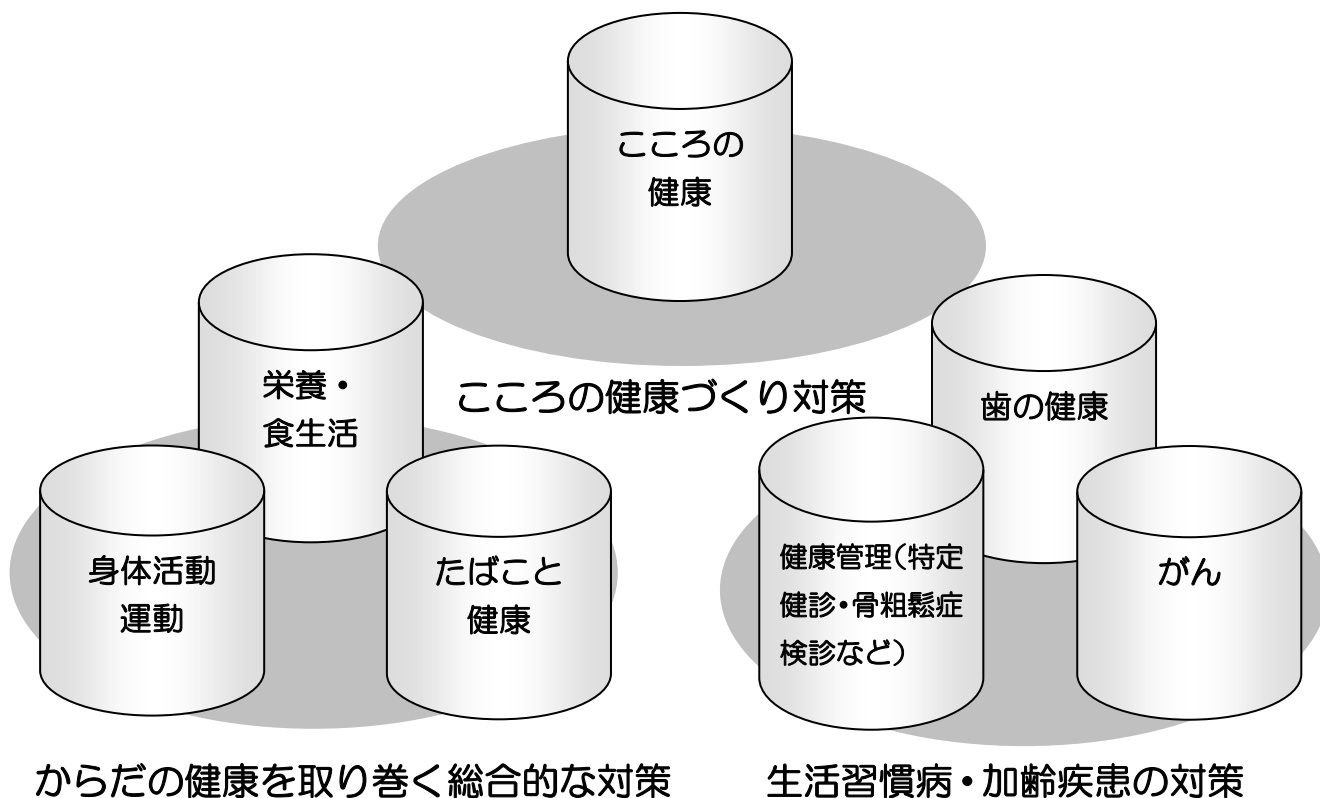 こころの
健康
こころの健康づくり対策
栄養・
食生活
身体活動
運動
たばこと
健康
からだの健康を取り巻く総合的な対策
歯の健康
健康管理(特定
健診・骨粗鬆症
検診など)
がん
生活習慣病・加齢疾患の対策